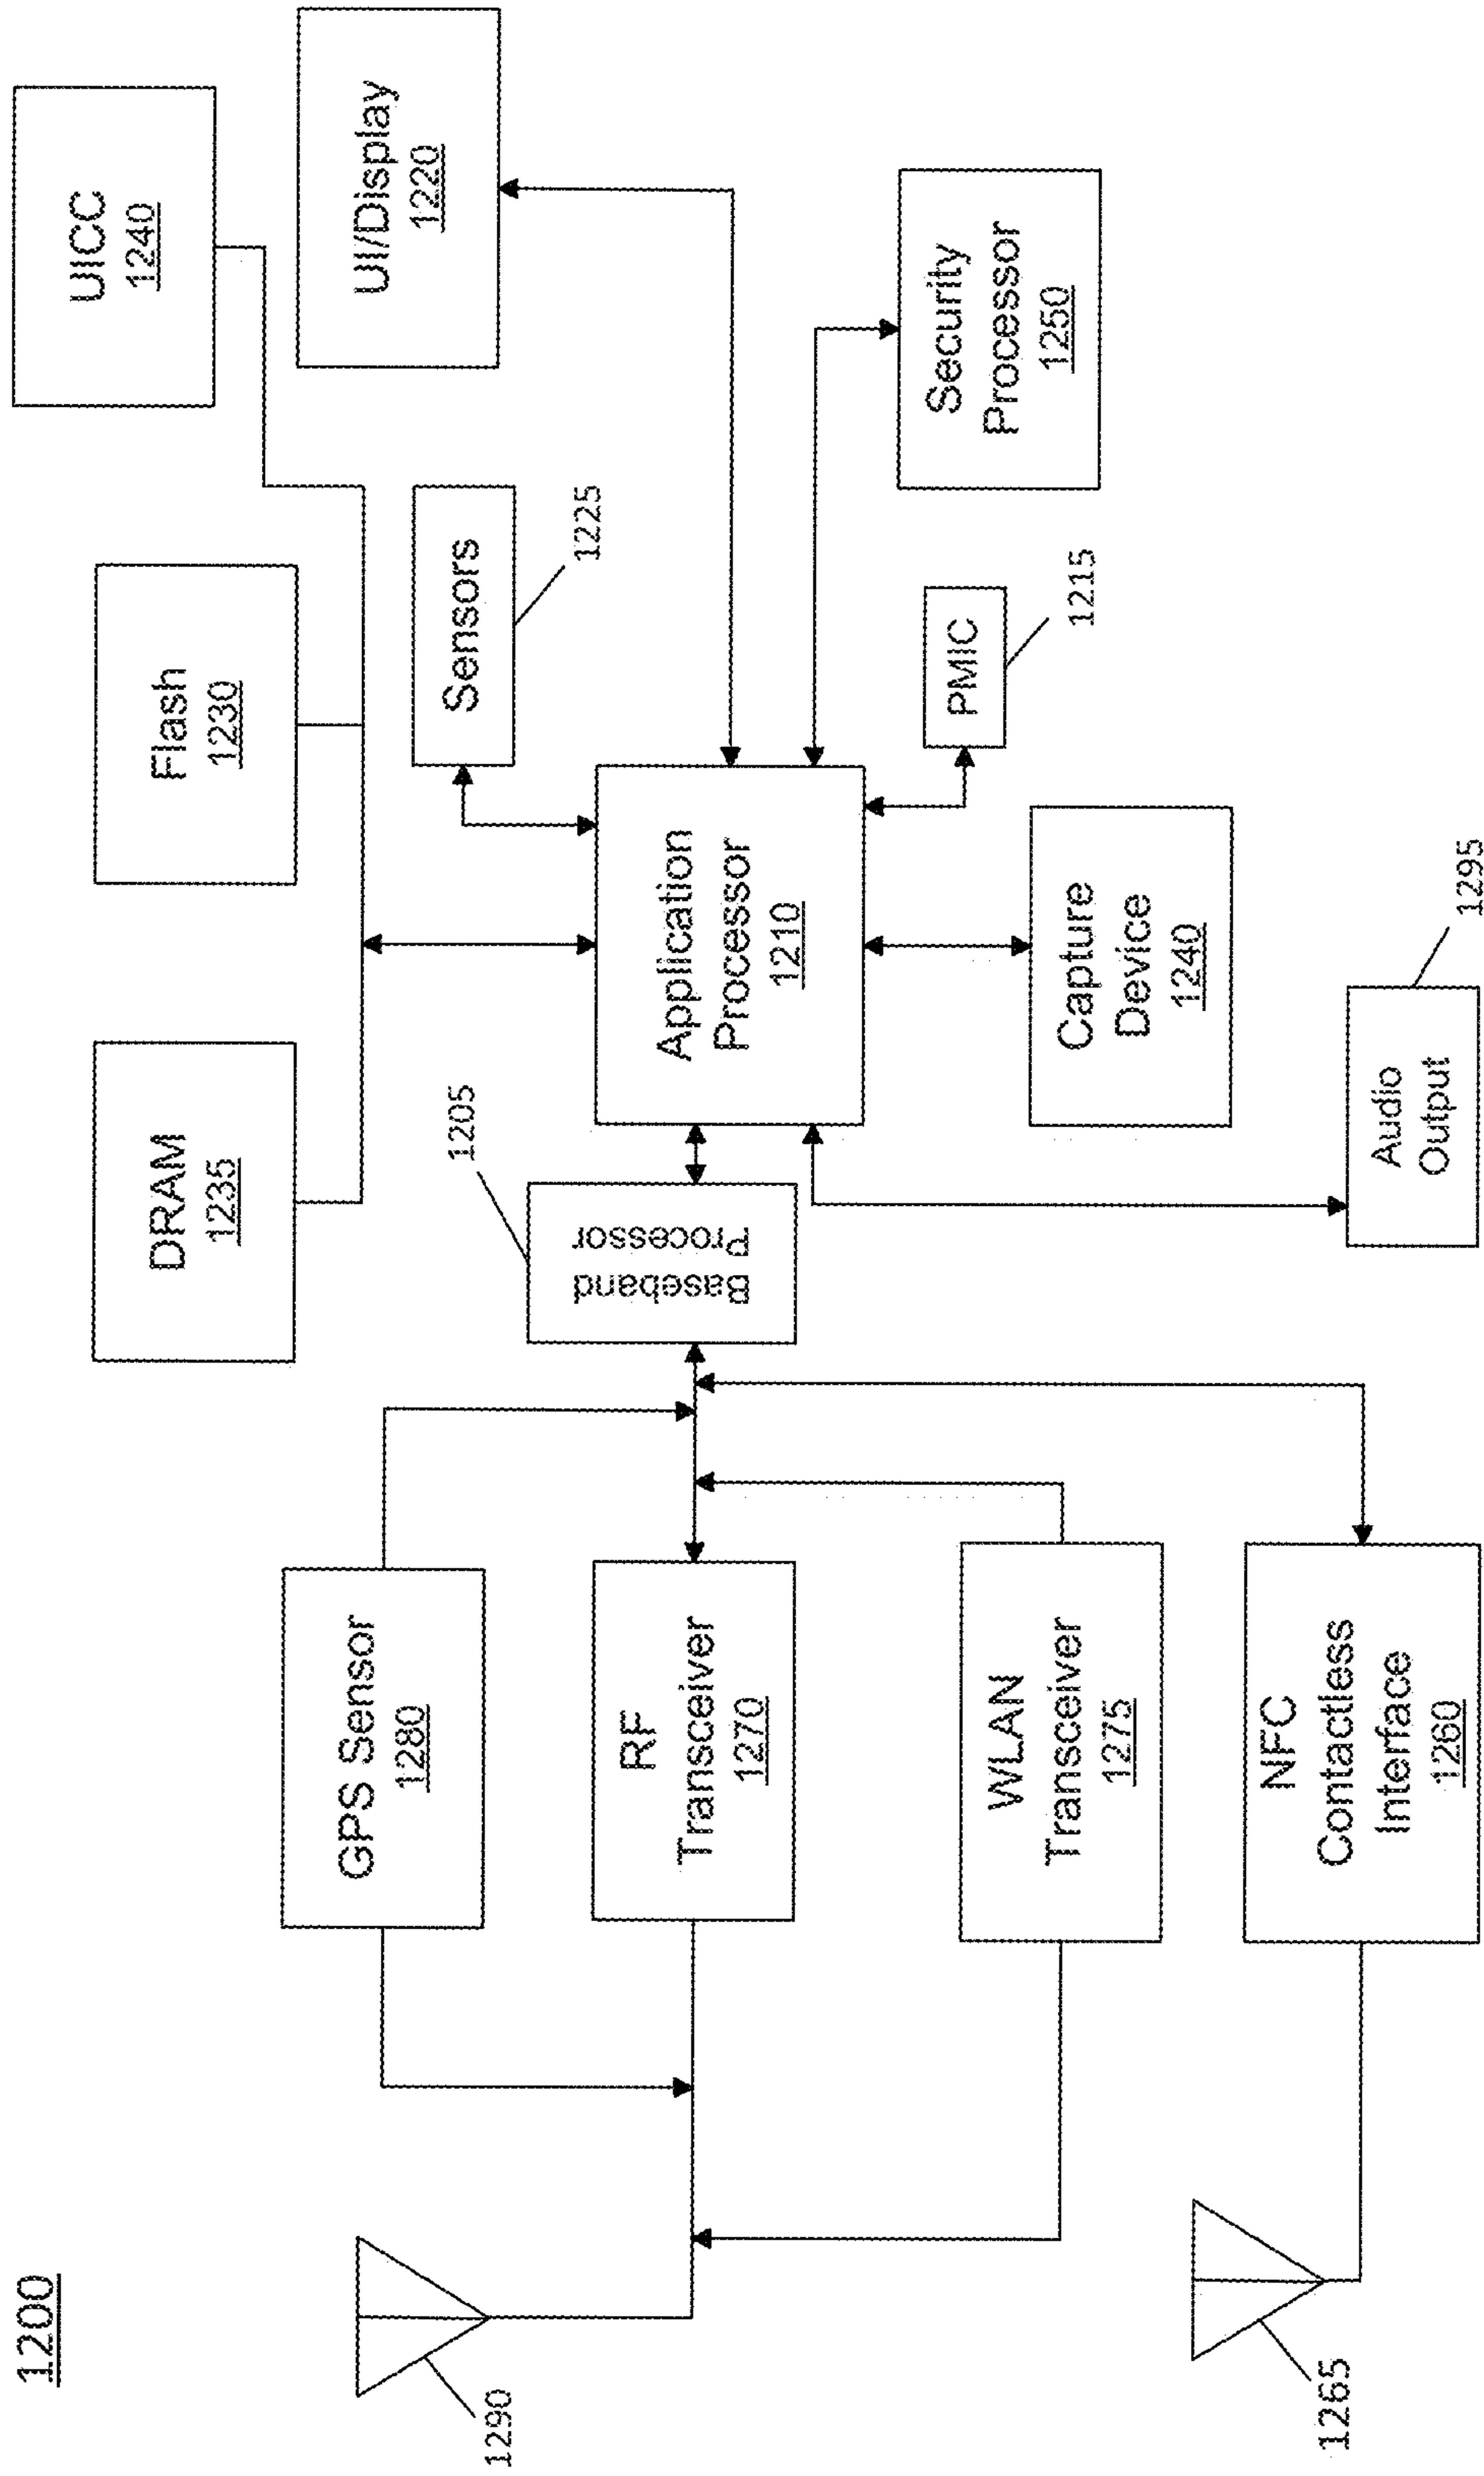 1200
UICC
1240
UI/Display
1220
Flash
1230
Sensors
1225
Security
Processor
1250
DRAM
1235
Application
Processor
1210
PMIC
1215
1205
Baseband
Processor
Capture
Device
1240
Audio
Output
1295
GPS Sensor
1280
RF
Transceiver
1270
WLAN
Transceiver
1275
NFC
Contactless
Interface
1260
1290
1265